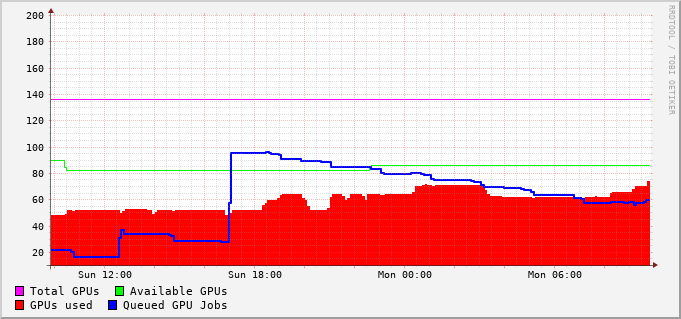 200
180
160
140
120
100
80
60
40
20
Sun 12:00 Sun 18:00 Mon 00:00 Mon 06:00
Total GPUs Available GPUs
GPUs used Queued GPU Jobs
RRDTOOL / TOBI OETIKER